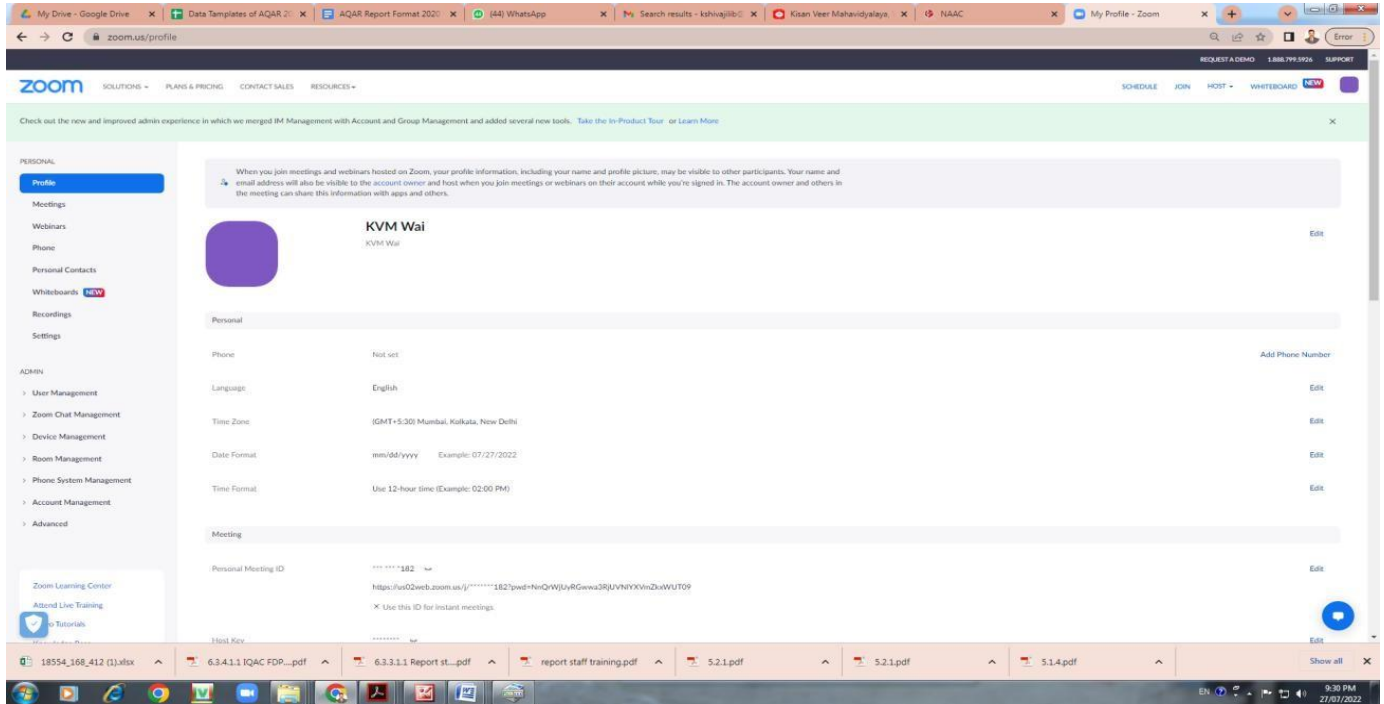 My Drive - Google Drive
Data Tamplates of AQAR 20
AQAR Report Format 2020
(44) WhatsApp
Search results - kshivajilib@
Kisan Veer Mahavidyalaya,
NAAC
My Profile - Zoom
zoom.us/profile
Error
REQUEST A DEMO 1.888.799.5926 SUPPORT
zoom SOLUTIONS PLANS & PRICING CONTACT SALES RESOURCES SCHEDULE JOIN HOST WHITEBOARD NEW
Check out the new and improved admin experience in which we merged IM Management with Account and Group Management and added several new tools. Take the In-Product Tour or Learn More
PERSONAL
Profile
Meetings
Webinars
Phone
Personal Contacts
Whiteboards NEW
Recordings
Settings
ADMIN
User Management
Zoom Chat Management
Device Management
Room Management
Phone System Management
Account Management
Advanced
Zoom Learning Center
Attend Live Training
Tutorials
When you join meetings and webinars hosted on Zoom, your profile information, including your name and profile picture, may be visible to other participants. Your name and
email address will also be visible to the account owner and host when you join meetings or webinars on their account while you're signed in. The account owner and others in
the meeting can share this information with apps and others.
KVM Wai
KVM Wai
Edit
Personal
Phone Not set Add Phone Number
Language English Edit
Time Zone (GMT+5:30) Mumbai, Kolkata, New Delhi Edit
Date Format mm/dd/yyyy Example: 07/27/2022 Edit
Time Format Use 12-hour time (Example: 02:00 PM) Edit
Meeting
Personal Meeting ID *** *** *182 Edit
× Use this ID for instant meetings
Host Key ******** Edit
18554_168_412 (1).xlsx
6.3.4.1.1 IQAC FDP....pdf
6.3.3.1.1 Report st....pdf
report staff training.pdf
5.2.1.pdf
5.2.1.pdf
5.1.4.pdf
Show all
EN
9:30 PM
27/07/2022